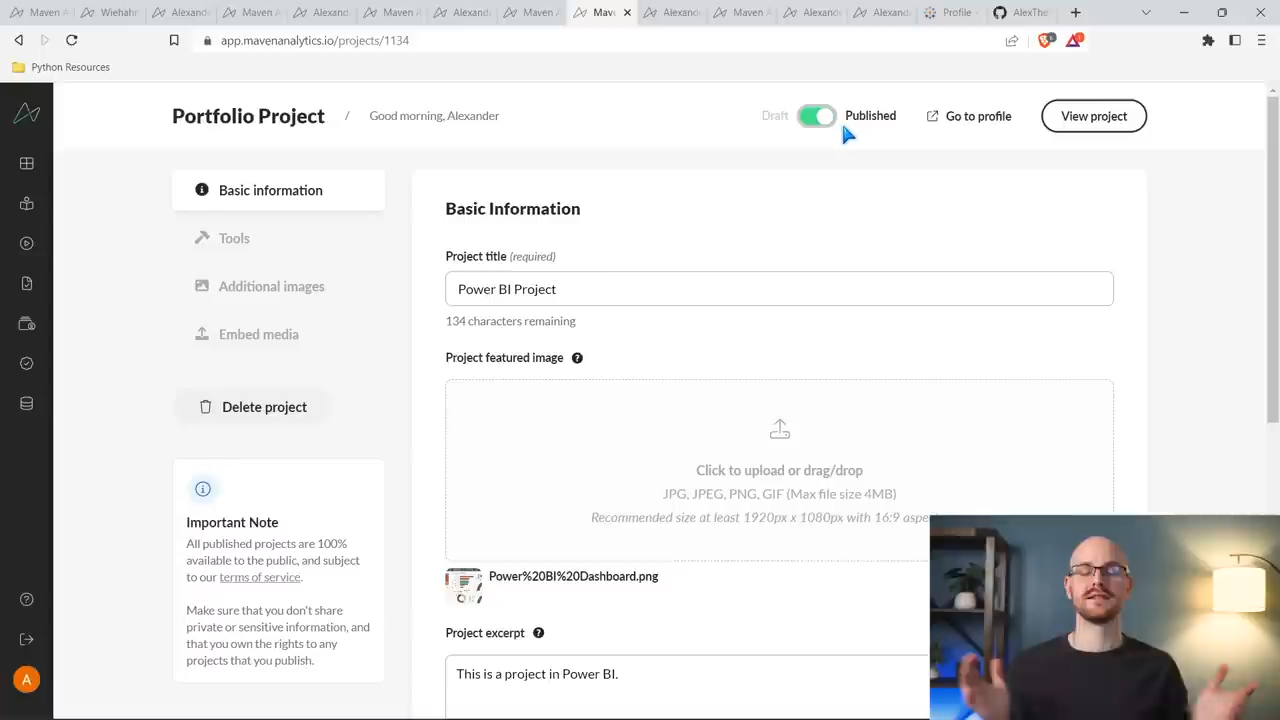 Maven A
Wiehahn
Alexande
Maven A
Alexand
Maven A
Alexand
Maven A
Mave
Alexand
Maven A
Alexand
Alexand
Profile
AlexThe
app.mavenanalytics.io/projects/1134
Python Resources
Portfolio Project / Good morning, Alexander
Draft Published Go to profile View project
Basic information
Tools
Additional images
Embed media
Delete project
Important Note
All published projects are 100%
available to the public, and subject
to our terms of service.
Make sure that you don't share
private or sensitive information, and
that you own the rights to any
projects that you publish.
A
Basic Information
Project title (required)
Power BI Project
134 characters remaining
Project featured image
Click to upload or drag/drop
JPG, JPEG, PNG, GIF (Max file size 4MB)
Recommended size at least 1920px x 1080px with 16:9 aspe
Power%20BI%20Dashboard.png
Project excerpt
This is a project in Power BI.